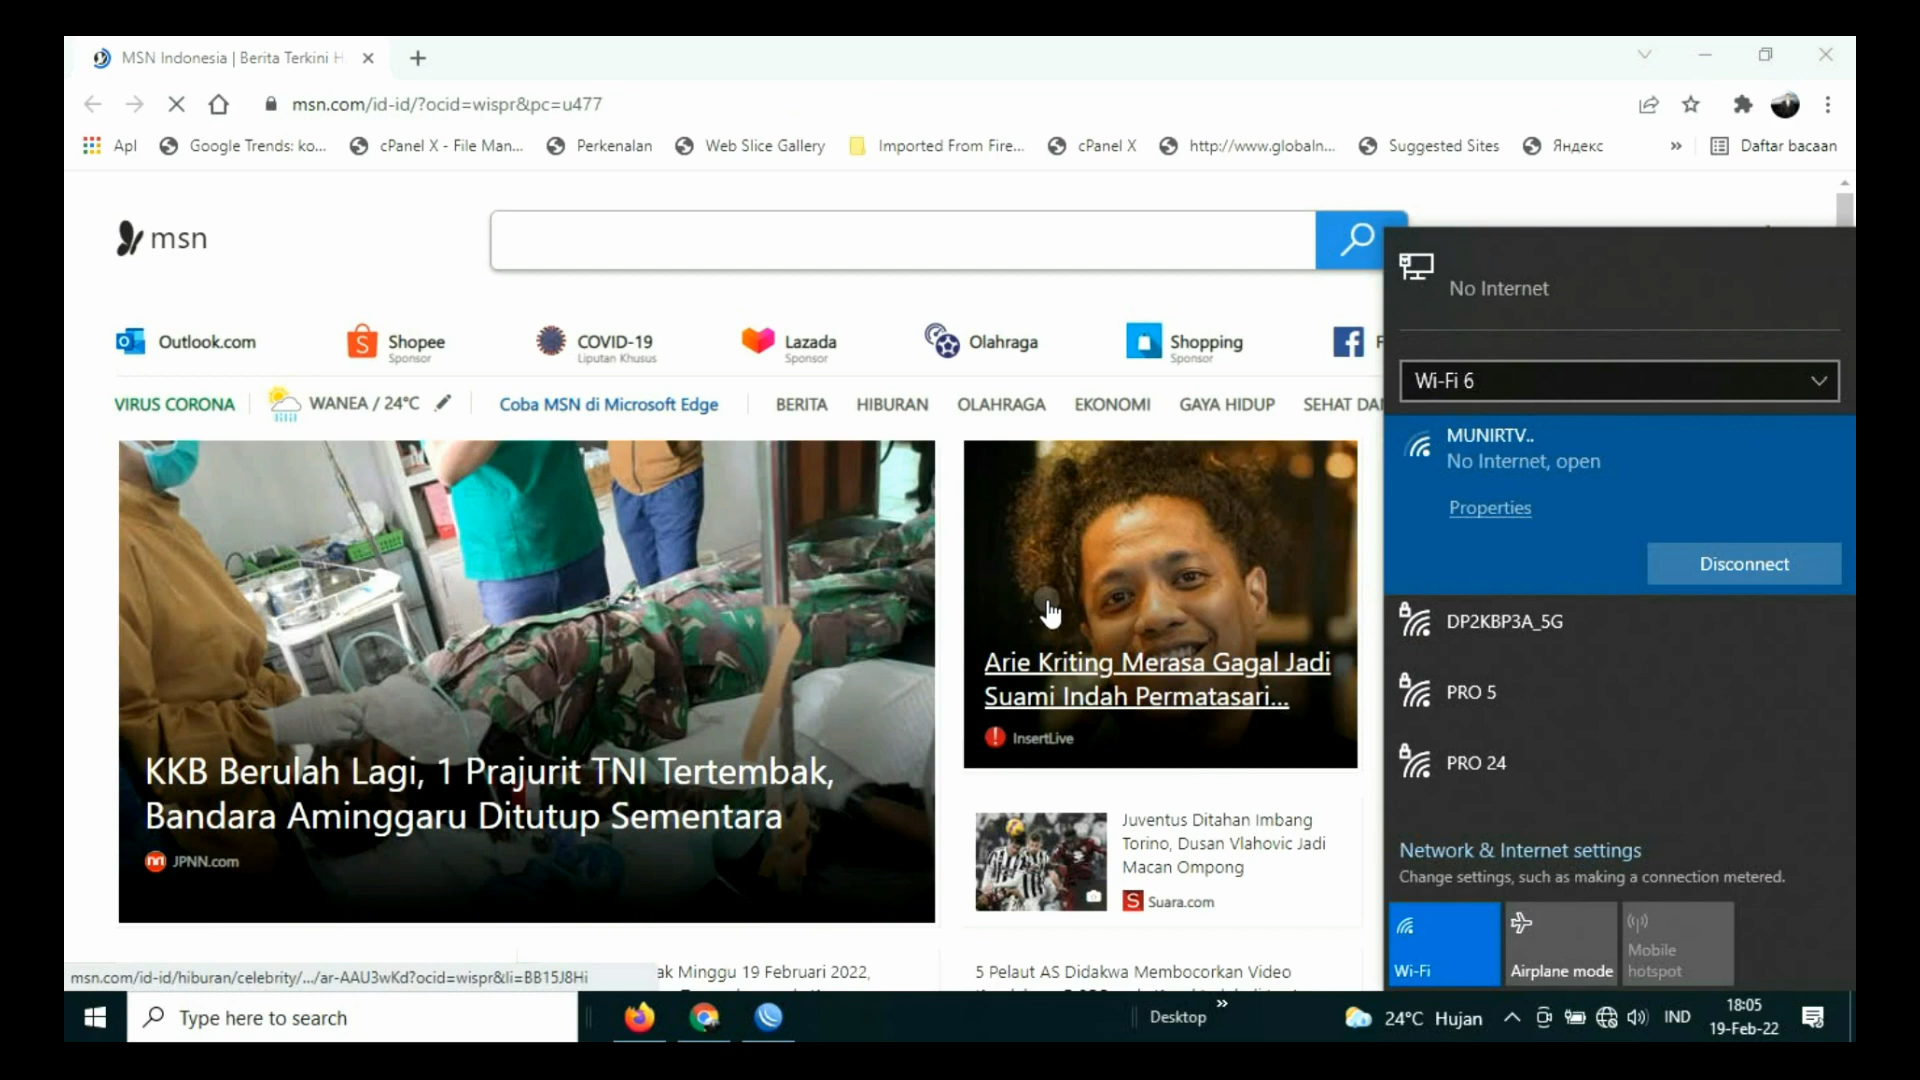 MSN Indonesia | Berita Terkini H
msn.com/id-id/?ocid=wispr&pc=u477
Apl
Google Trends: ko...
cPanel X - File Man...
Perkenalan
Web Slice Gallery
Imported From Fire...
cPanel X
http://www.globaln...
Suggested Sites
Яндекс
»
Daftar bacaan
msn
Outlook.com
Shopee
Sponsor
COVID-19
Liputan Khusus
Lazada
Sponsor
Olahraga
Shopping
Sponsor
F
VIRUS CORONA
WANEA / 24°C
Coba MSN di Microsoft Edge
BERITA
HIBURAN
OLAHRAGA
EKONOMI
GAYA HIDUP
SEHAT DAN
KKB Berulah Lagi, 1 Prajurit TNI Tertembak,
Bandara Aminggaru Ditutup Sementara
JPNN.com
Arie Kriting Merasa Gagal Jadi
Suami Indah Permatasari...
InsertLive
Juventus Ditahan Imbang
Torino, Dusan Vlahovic Jadi
Macan Ompong
Suara.com
ak Minggu 19 Februari 2022,
5 Pelaut AS Didakwa Membocorkan Video
msn.com/id-id/hiburan/celebrity/.../ar-AAU3wKd?ocid=wispr&li=BB15J8Hi
No Internet
Wi-Fi 6
MUNIRTV..
No Internet, open
Properties
Disconnect
DP2KBP3A_5G
PRO 5
PRO 24
Network & Internet settings
Change settings, such as making a connection metered.
Wi-Fi
Airplane mode
Mobile
hotspot
Type here to search
Desktop
»
24°C Hujan
IND
18:05
19-Feb-22